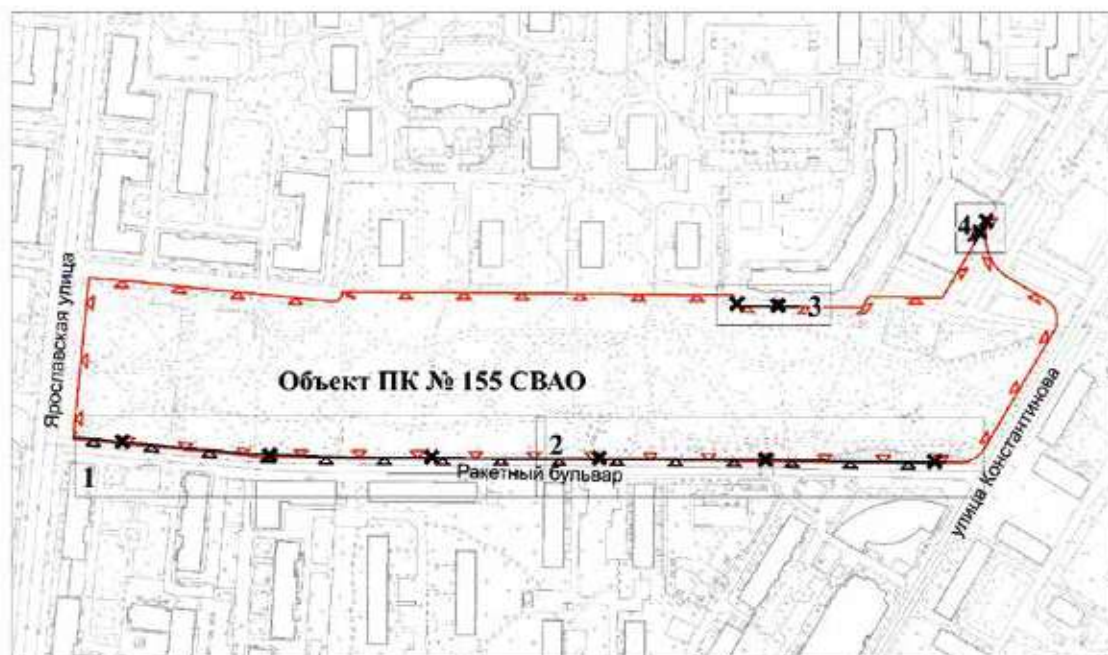 4
3
Ярославская улица
Объект ПК № 155 СВАО
2
1
Ракетный бульвар
улица Константинова